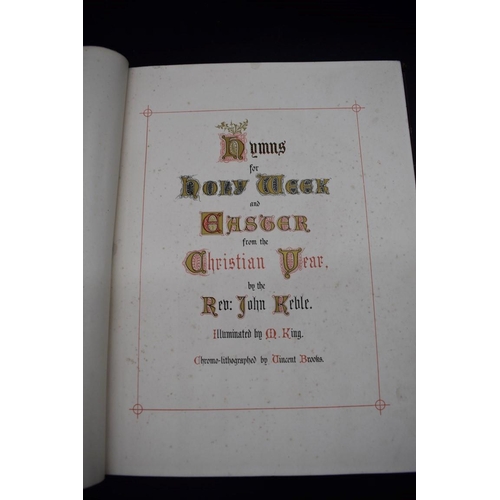 Hymns
for
Holy Week
and
Easter
from the
Christian Year,
by the
Rev: John Keble.
Illuminated by M. King.
Chromo-lithographed by Vincent Brooks.